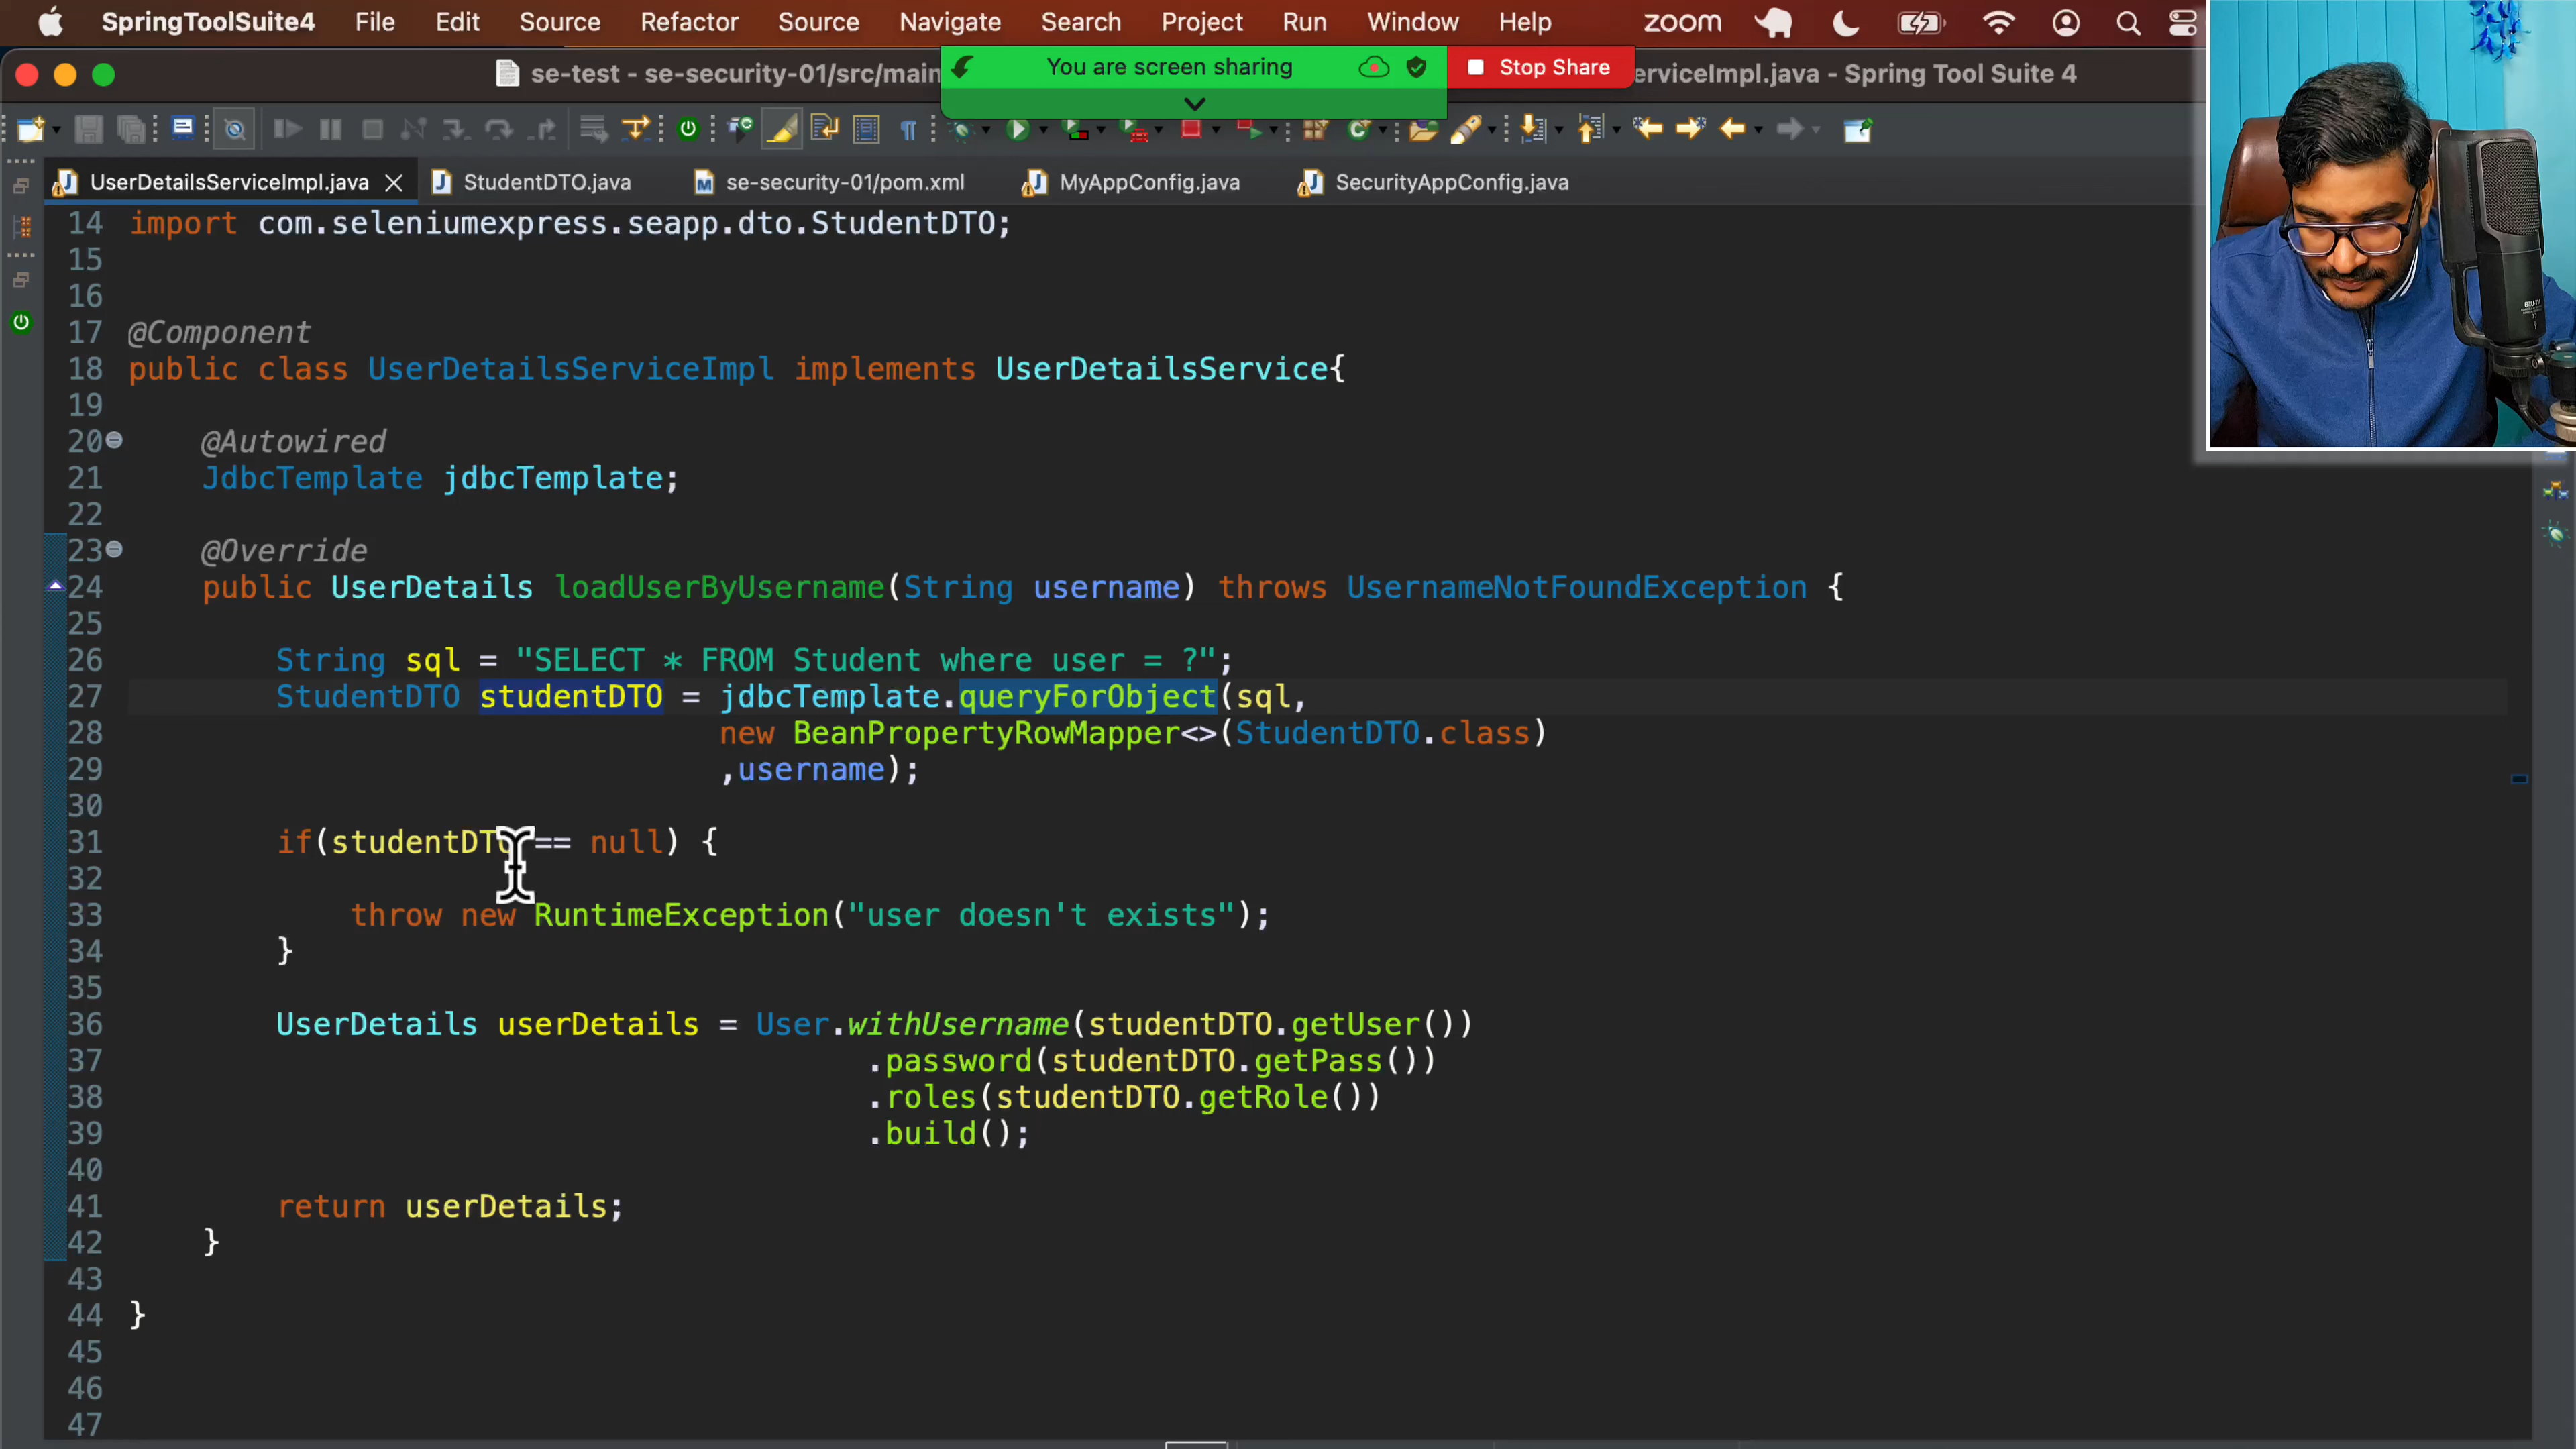 SpringToolSuite4 File Edit Source Refactor Source Navigate Search Project Run Window Help zoom
se-test - se-security-01/src/main
You are screen sharing
Stop Share
erviceImpl.java - Spring Tool Suite 4
UserDetailsServiceImpl.java StudentDTO.java se-security-01/pom.xml MyAppConfig.java SecurityAppConfig.java
14 import com.seleniumexpress.seapp.dto.StudentDTO;
15
16
17 @Component
18 public class UserDetailsServiceImpl implements UserDetailsService{
19
20 @Autowired
21 JdbcTemplate jdbcTemplate;
22
23 @Override
24 public UserDetails loadUserByUsername(String username) throws UsernameNotFoundException {
25
26 String sql = "SELECT * FROM Student where user = ?";
27 StudentDTO studentDTO = jdbcTemplate.queryForObject(sql,
28 new BeanPropertyRowMapper<>(StudentDTO.class)
29 ,username);
30
31 if(studentDTO == null) {
32
33 throw new RuntimeException("user doesn't exists");
34 }
35
36 UserDetails userDetails = User.withUsername(studentDTO.getUser())
37 .password(studentDTO.getPass())
38 .roles(studentDTO.getRole())
39 .build();
40
41 return userDetails;
42 }
43
44 }
45
46
47